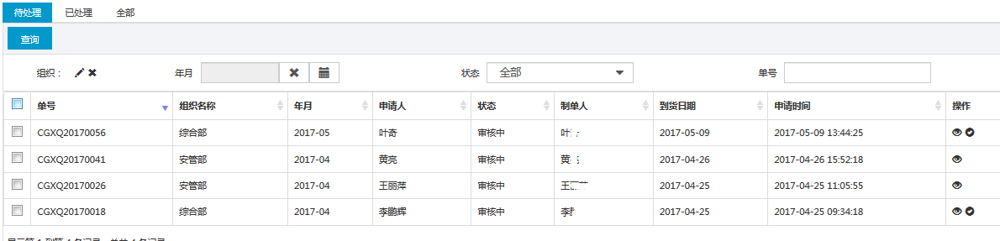 待处理 已处理 全部
查询
组织： 年月 状态 全部 单号
单号 组织名称 年月 申请人 状态 制单人 到货日期 申请时间 操作
CGXQ20170056 综合部 2017-05 叶奇 审核中 叶 2017-05-09 2017-05-09 13:44:25
CGXQ20170041 安管部 2017-04 黄亮 审核中 黄 2017-04-26 2017-04-26 15:52:18
CGXQ20170026 安管部 2017-04 王丽萍 审核中 王 2017-04-25 2017-04-25 11:05:55
CGXQ20170018 综合部 2017-04 李鹏辉 审核中 李 2017-04-25 2017-04-25 09:34:18